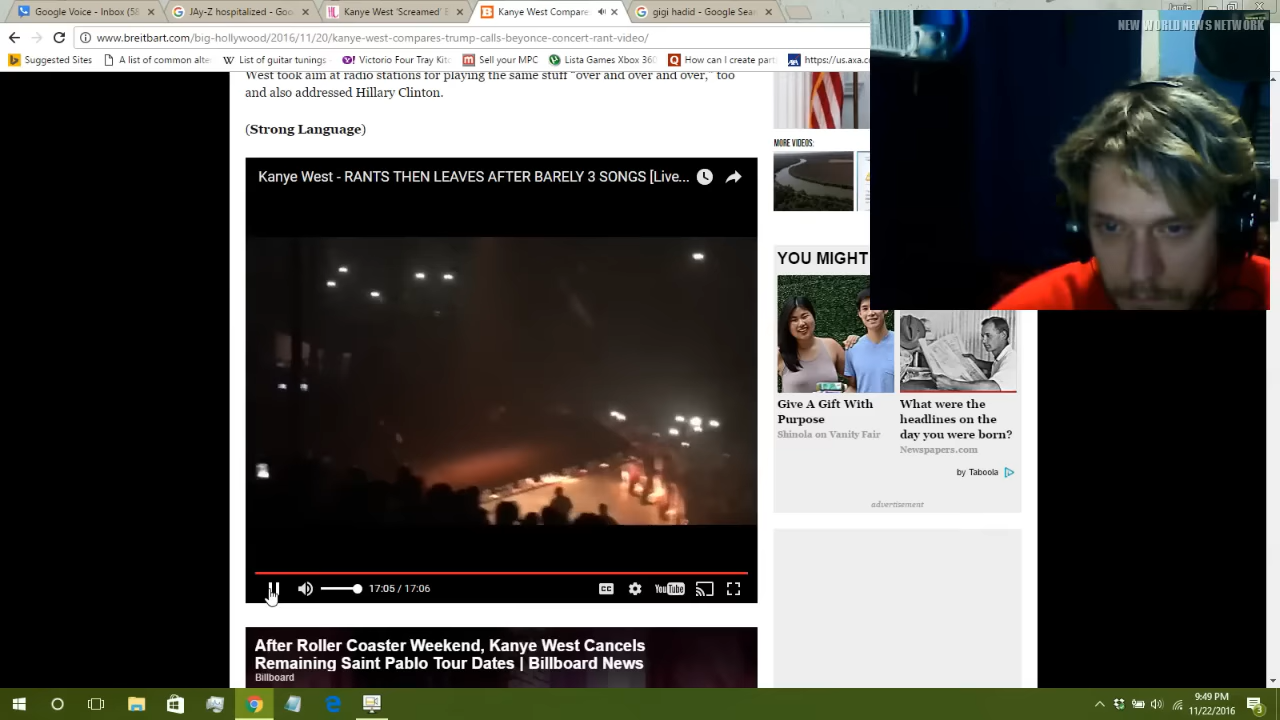 Google Voice - Inbox (58
Jay-Z hospitalized - Goo
Kanye West 'Screamed' B
Kanye West Compare
gigi hadid - Google Sear
www.breitbart.com/big-hollywood/2016/11/20/kanye-west-compares-trump-calls-beyonce-concert-rant-video/
Suggested Sites
A list of common alte
List of guitar tunings
Victorio Four Tray Kit
Sell your MPC
Lista Games Xbox 360
How can I create part
https://us.axa.c
NEW WORLD NEWS NETWORK
West took aim at radio stations for playing the same stuff "over and over and over," too
and also addressed Hillary Clinton.
(Strong Language)
MORE VIDEOS:
Kanye West - RANTS THEN LEAVES AFTER BARELY 3 SONGS [Live...
YOU MIGHT
Give A Gift With
Purpose
Shinola on Vanity Fair
What were the
headlines on the
day you were born?
Newspapers.com
by Taboola
advertisement
17:05 / 17:06
CC
YouTube
After Roller Coaster Weekend, Kanye West Cancels
Remaining Saint Pablo Tour Dates | Billboard News
Billboard
9:49 PM
11/22/2016
3